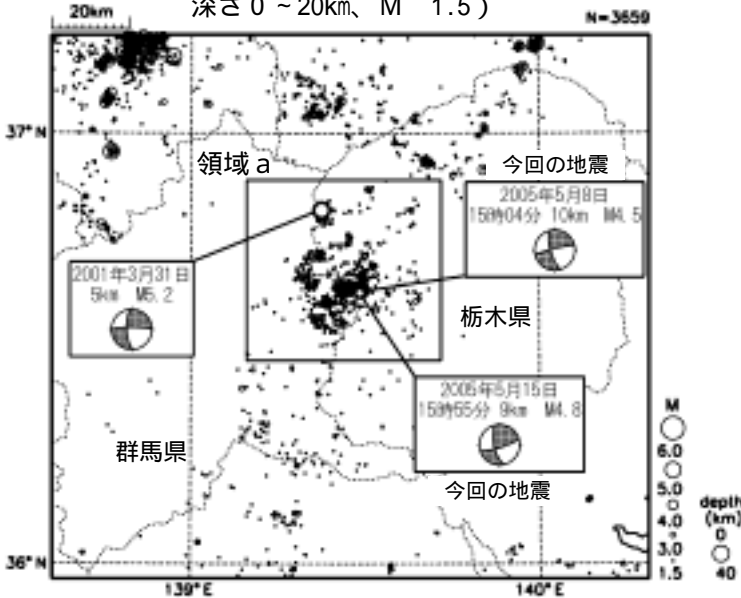 深さ0~20km、M 1.5)
20km
N=3659
37°N
領域a
今回の地震
2005年5月8日
15時04分 10km M4.5
2001年3月31日
5km M5.2
栃木県
2005年5月15日
15時55分 9km M4.8
今回の地震
群馬県
M
6.0
5.0
4.0
3.0
1.5
depth
(km)
0
40
36°N
139°E
140°E